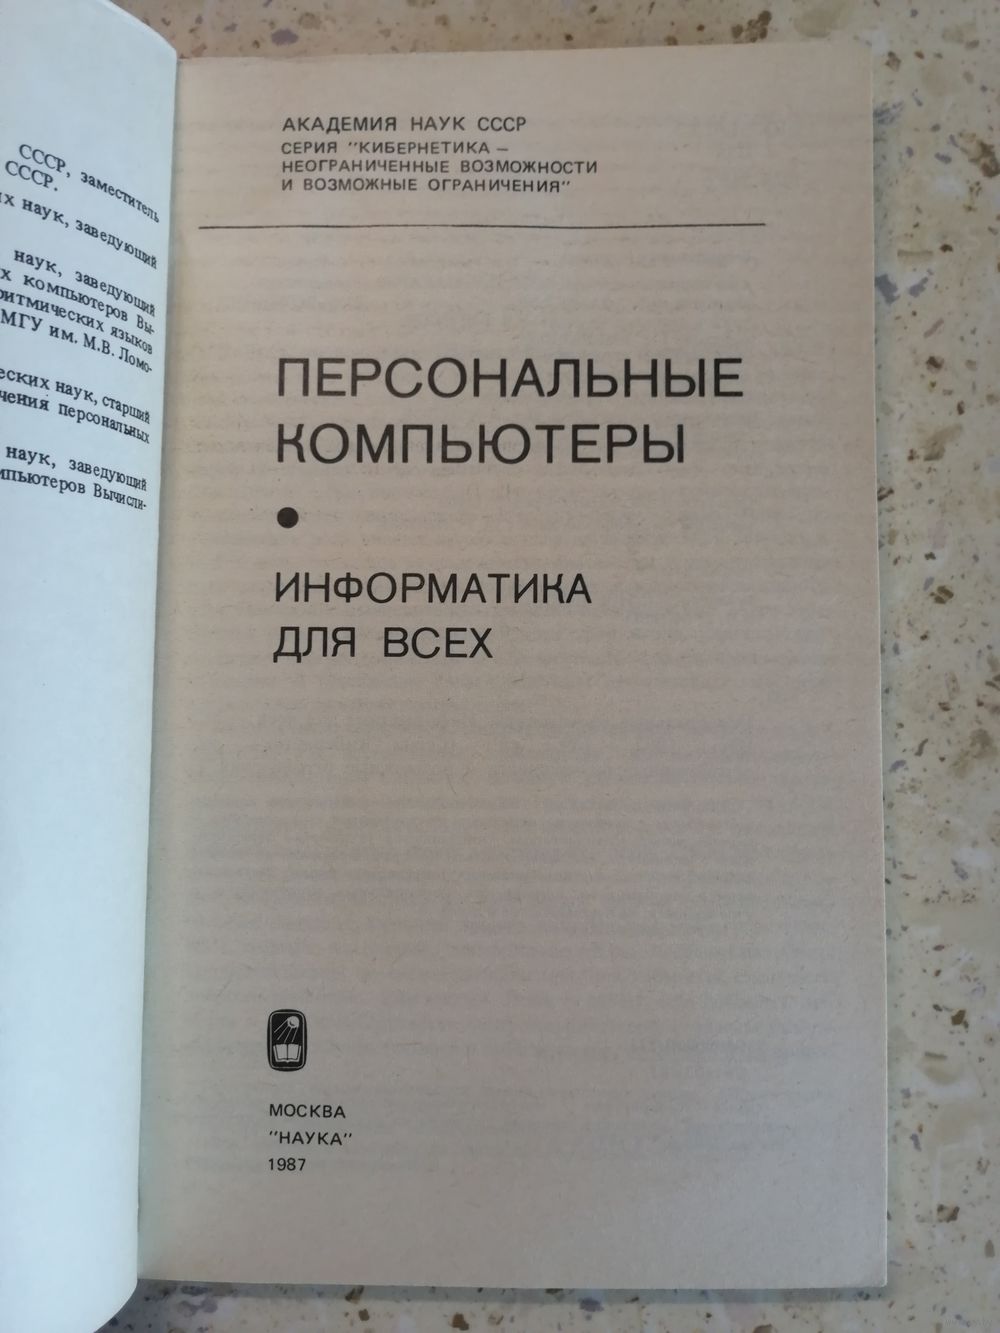 СССР, заместитель
СССР.
их наук, заведующий
наук, заведующий
х компьютеров Вы-
ритмических языков
МГУ им. М.В. Ломо-
еских наук, старший
чения персональных
наук, заведующий
мпьютеров Вычисли-
АКАДЕМИЯ НАУК СССР
СЕРИЯ "КИБЕРНЕТИКА –
НЕОГРАНИЧЕННЫЕ ВОЗМОЖНОСТИ
И ВОЗМОЖНЫЕ ОГРАНИЧЕНИЯ"
ПЕРСОНАЛЬНЫЕ
КОМПЬЮТЕРЫ
●
ИНФОРМАТИКА
ДЛЯ ВСЕХ
МОСКВА
"НАУКА"
1987